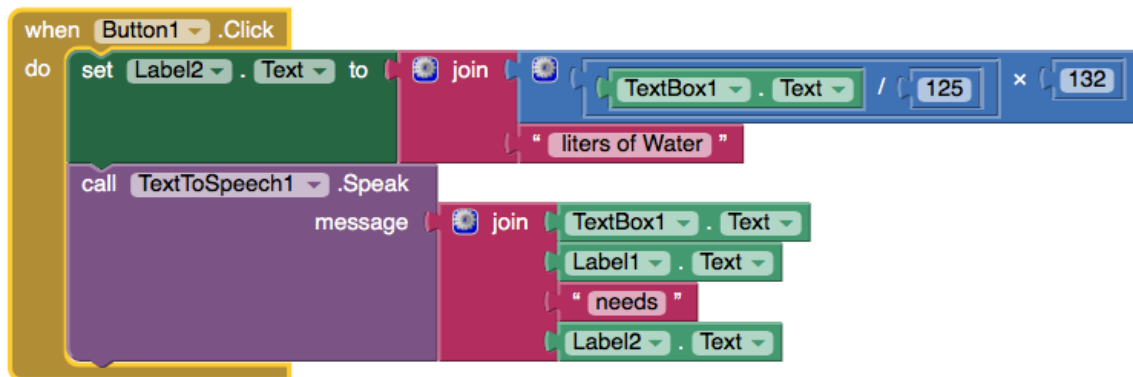 when Button1 .Click
do set Label2 . Text to join TextBox1 . Text / 125 × 132
" liters of Water "
call TextToSpeech1 .Speak
message join TextBox1 . Text
Label1 . Text
" needs "
Label2 . Text